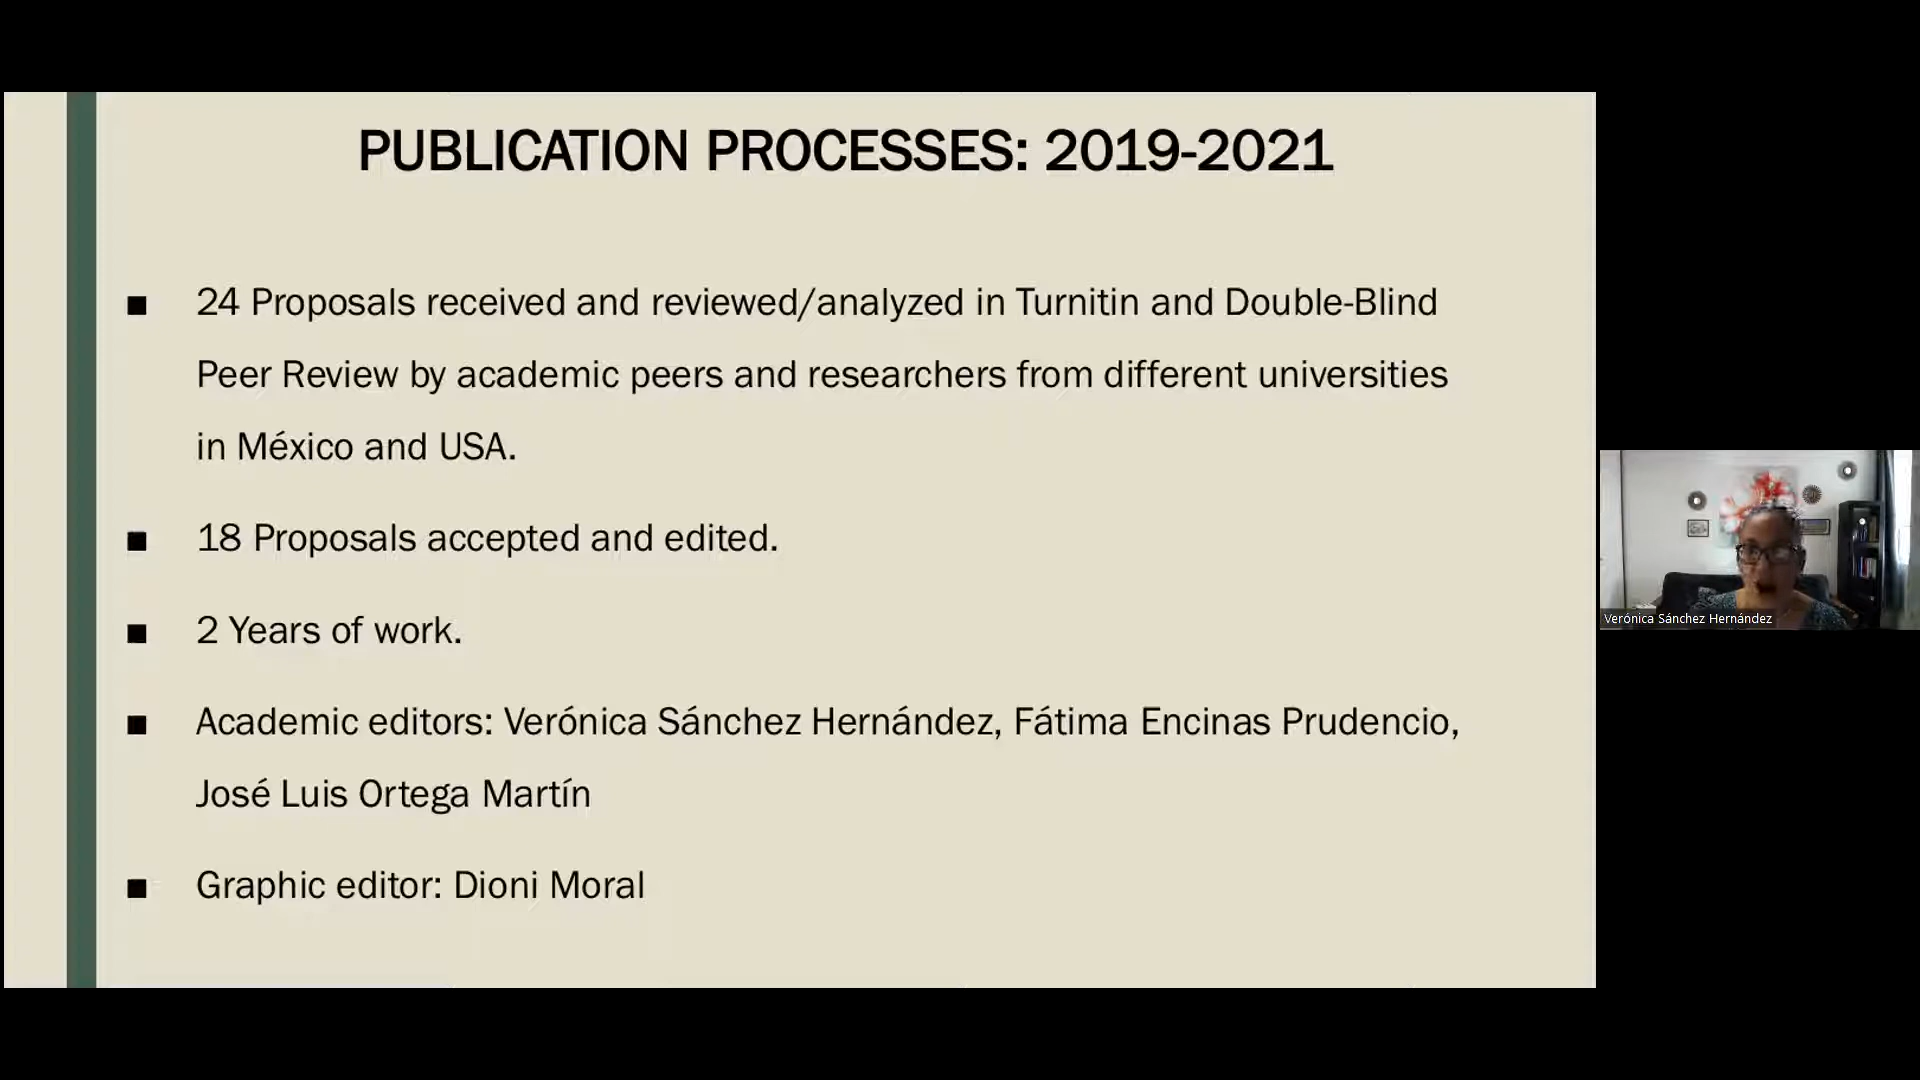 PUBLICATION PROCESSES: 2019-2021
■ 24 Proposals received and reviewed/analyzed in Turnitin and Double-Blind
Peer Review by academic peers and researchers from different universities
in México and USA.
■ 18 Proposals accepted and edited.
■ 2 Years of work.
■ Academic editors: Verónica Sánchez Hernández, Fátima Encinas Prudencio,
José Luis Ortega Martín
■ Graphic editor: Dioni Moral
Verónica Sánchez Hernández